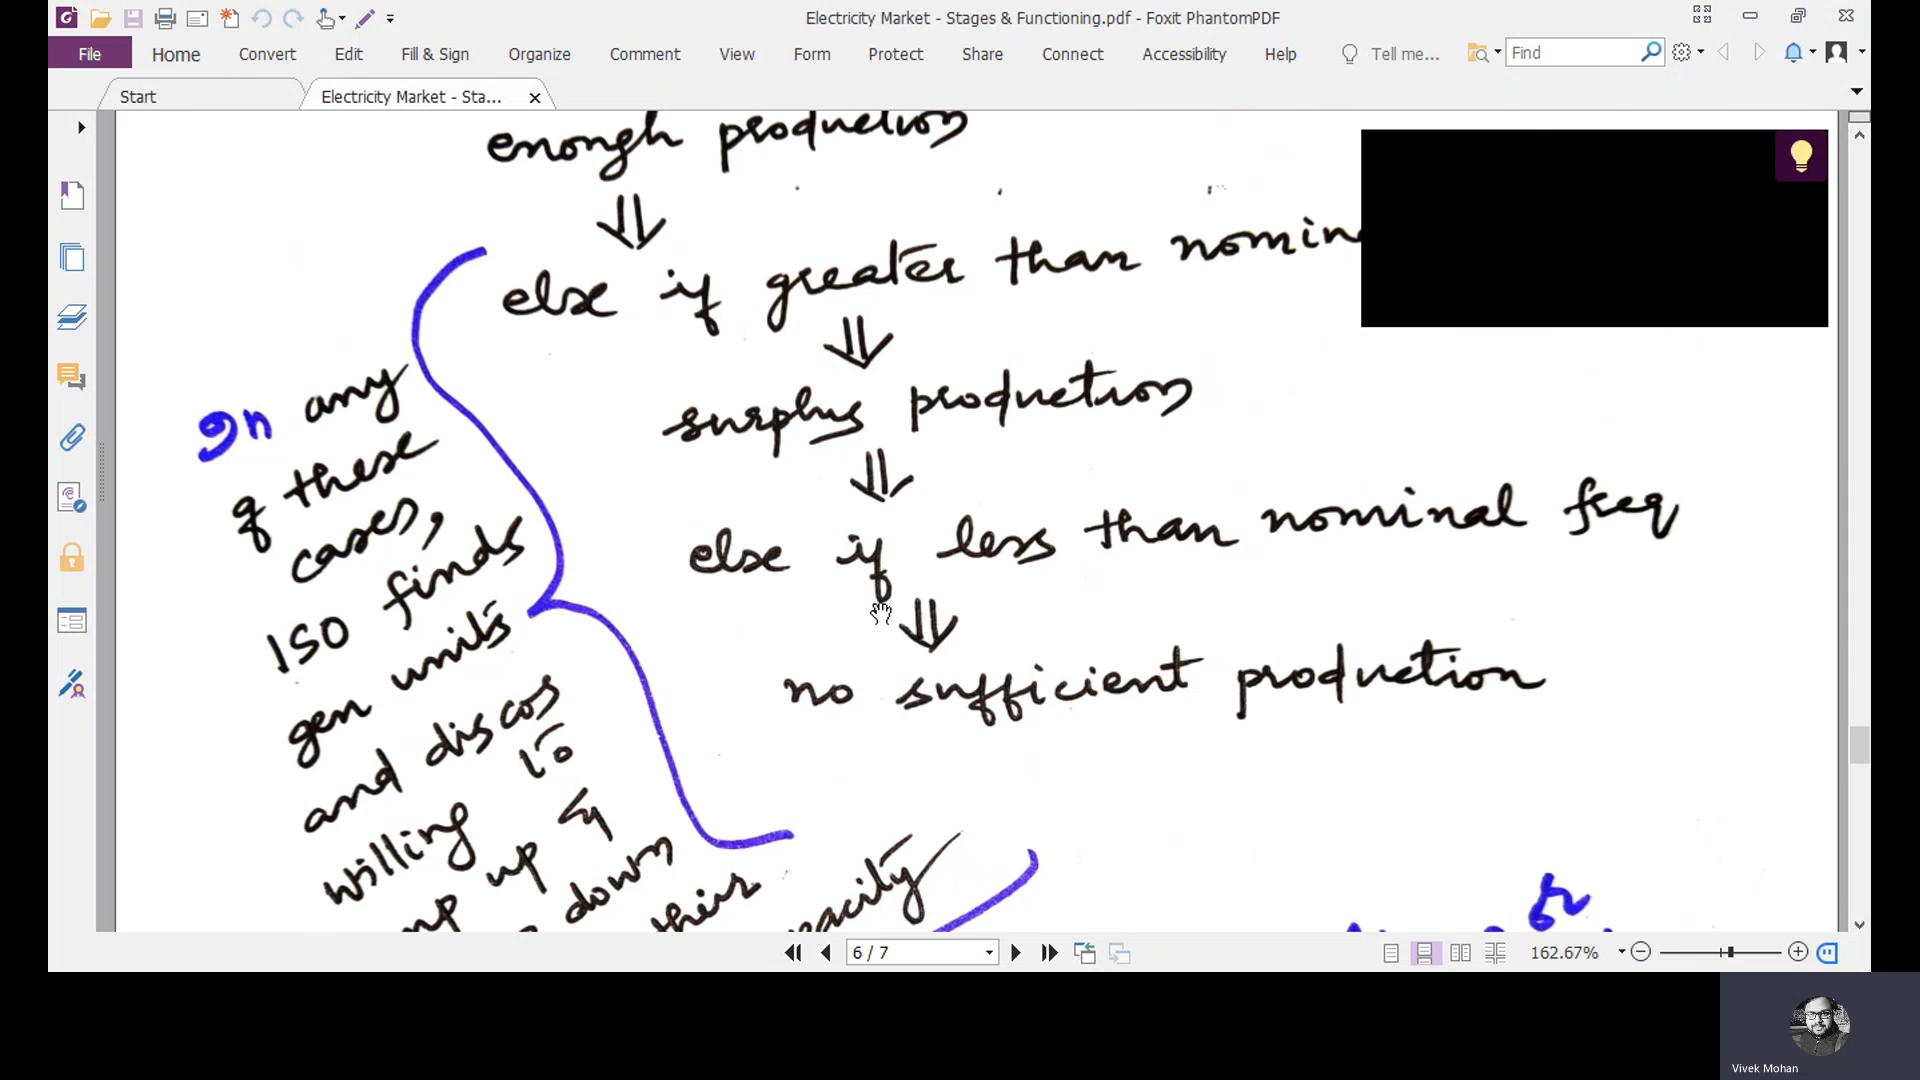 Electricity Market - Stages & Functioning.pdf - Foxit PhantomPDF
File Home Convert Edit Fill & Sign Organize Comment View Form Protect Share Connect Accessibility Help Tell me... Find
Start Electricity Market - Sta...
enough production
else if greater than nomin
surplus production
else if less than nominal freq
no sufficient production
In any
of these
cases,
ISO finds
gen units
and discos
willing to
up &
down
their
6 / 7
162.67%
Vivek Mohan